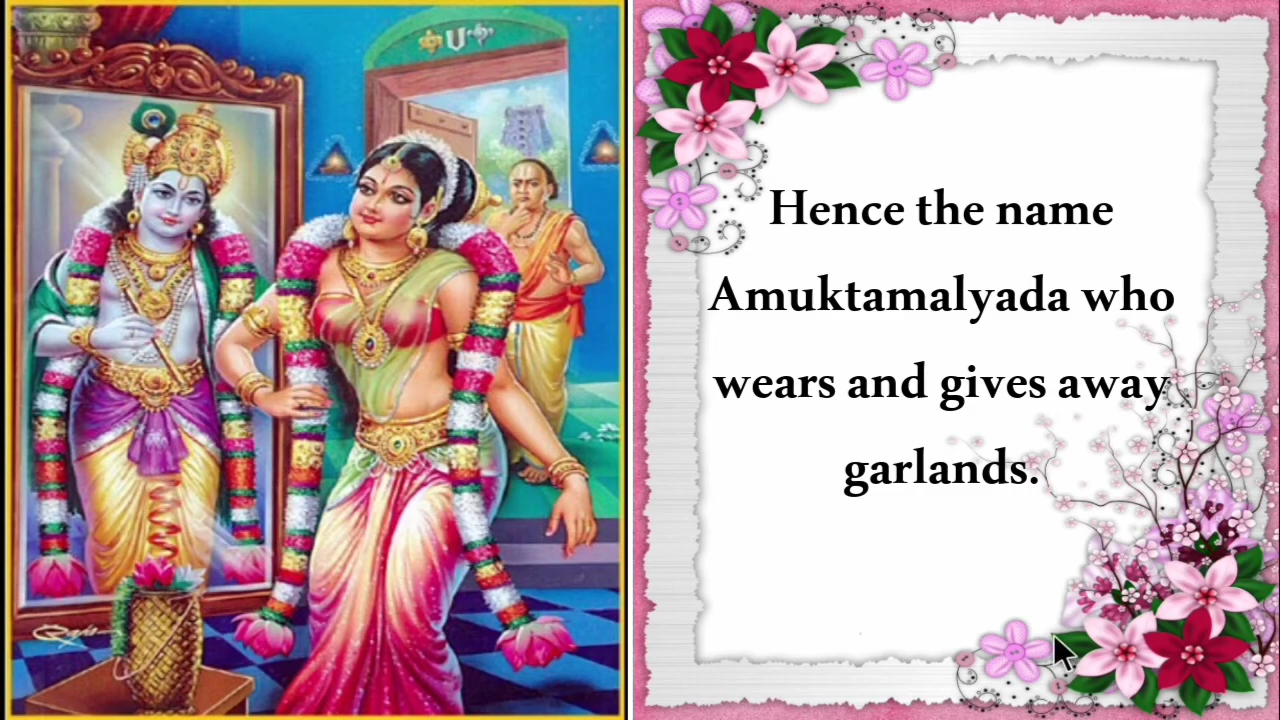 Hence the name
Amuktamalyada who
wears and gives away
garlands.